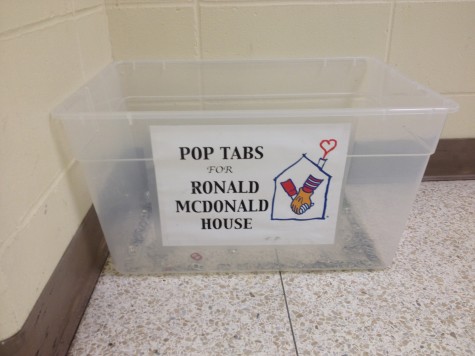 POP TABS
FOR
RONALD
MCDONALD
HOUSE